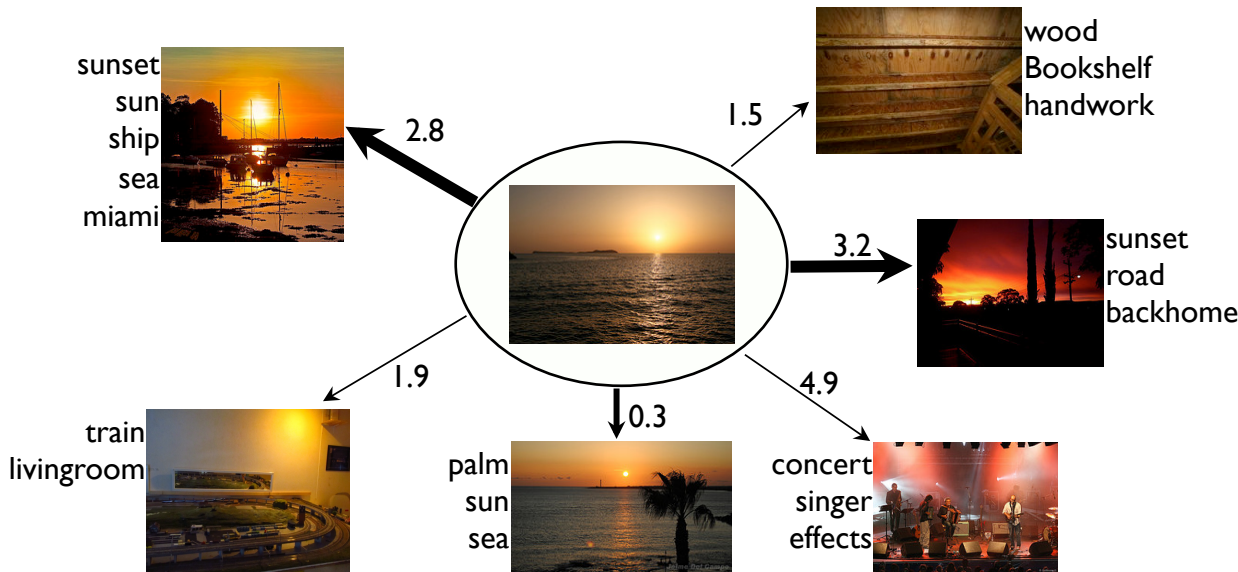 sunset
sun
ship
sea
miami
2.8
1.5
wood
Bookshelf
handwork
3.2
sunset
road
backhome
1.9
train
livingroom
0.3
palm
sun
sea
4.9
concert
singer
effects